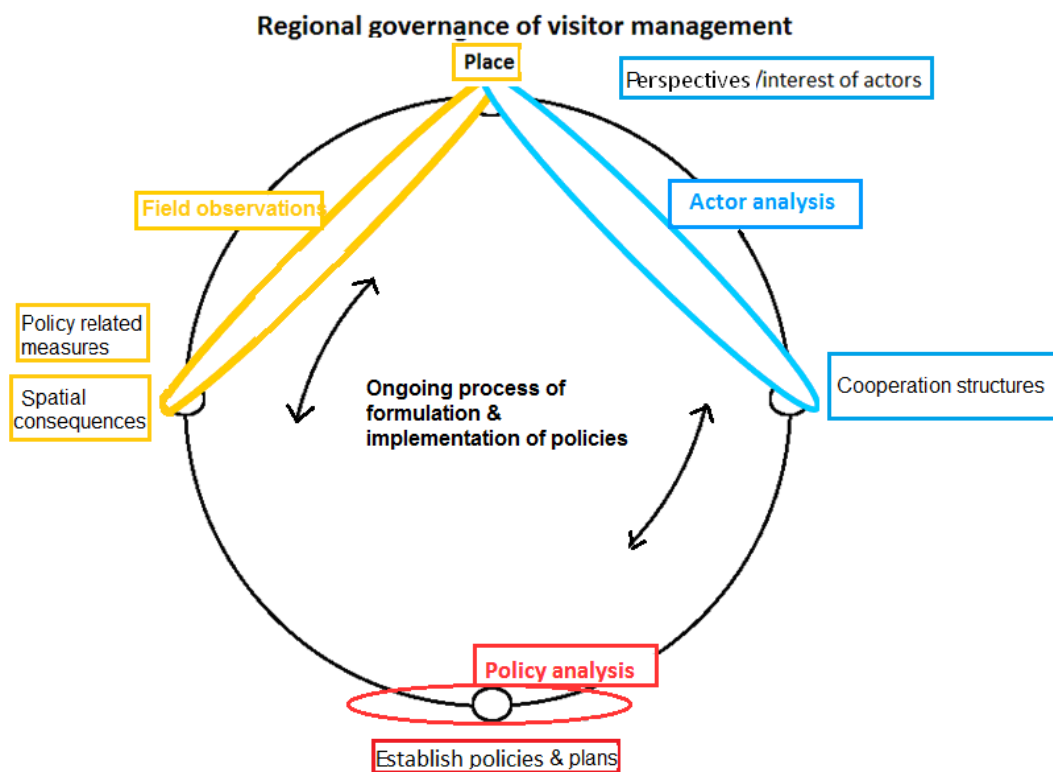 Regional governance of visitor management
Place
Perspectives /interest of actors
Field observations
Actor analysis
Policy related
measures
Spatial
consequences
Ongoing process of
formulation &
implementation of policies
Cooperation structures
Policy analysis
Establish policies & plans